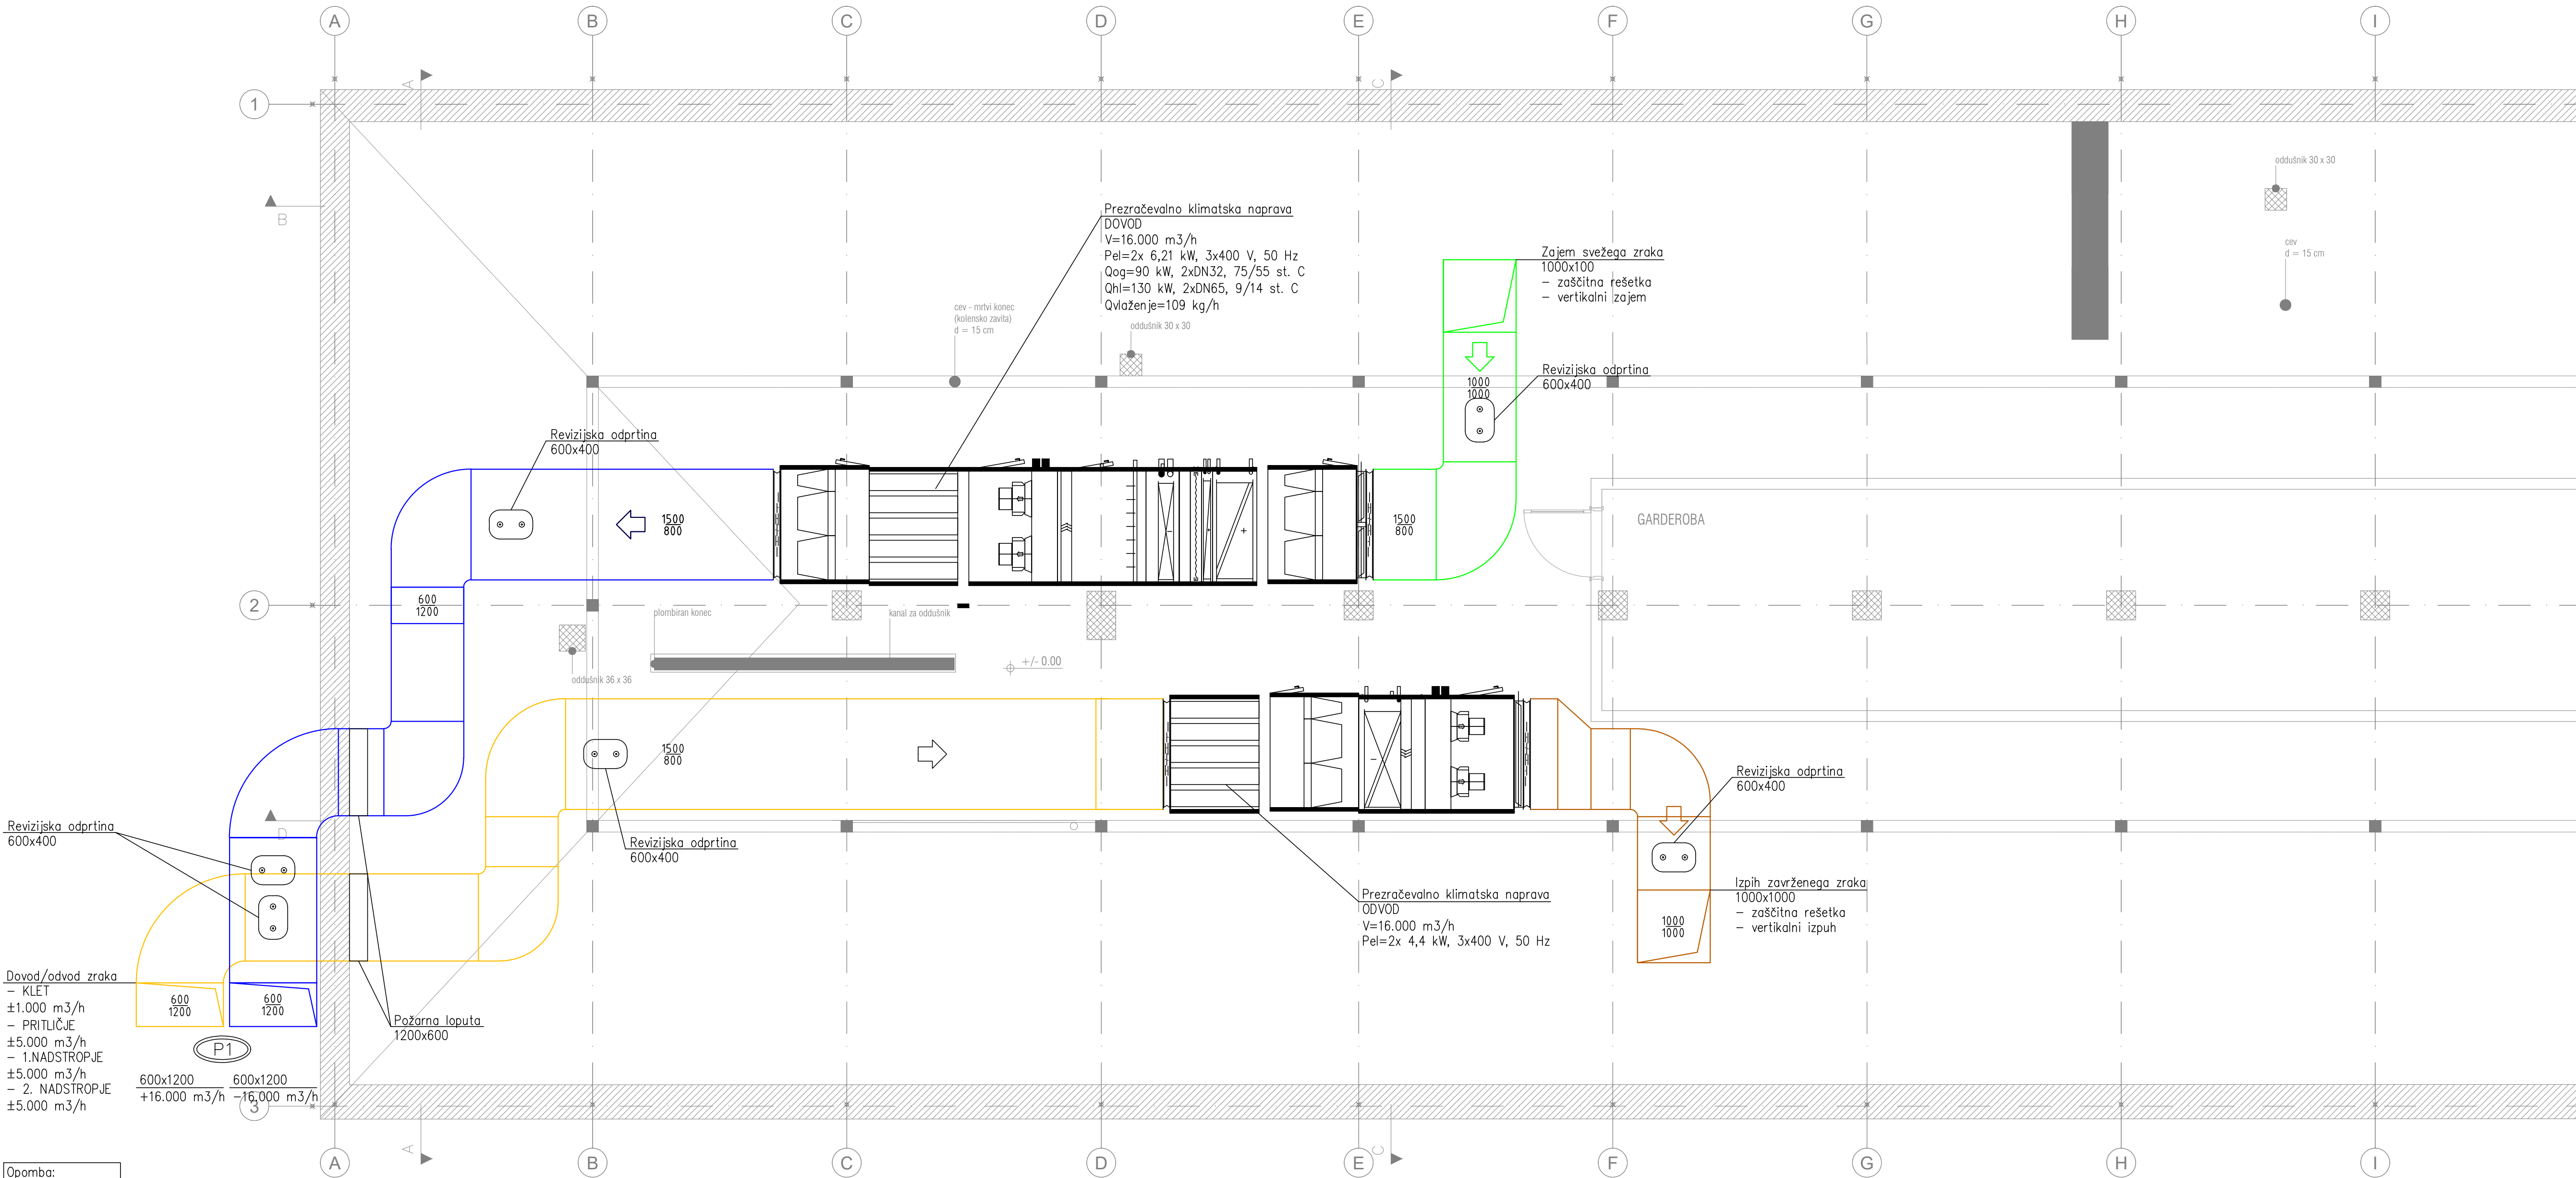 A
B
C
D
E
F
G
H
I
A
C
1
B
oddušnik 30 x 30
cev
d = 15 cm
Prezračevalno klimatska naprava
DOVOD
V=16.000 m3/h
Pel=2x 6,21 kW, 3x400 V, 50 Hz
Qog=90 kW, 2xDN32, 75/55 st. C
Qhl=130 kW, 2xDN65, 9/14 st. C
Qvlaženje=109 kg/h
Zajem svežega zraka
1000x100
- zaščitna rešetka
- vertikalni zajem
cev - mrtvi konec
(kolensko zavita)
d = 15 cm
oddušnik 30 x 30
Revizijska odprtina
600x400
1000
1000
Revizijska odprtina
600x400
1500
800
1500
800
GARDEROBA
2
600
1200
plombiran konec
kanal za oddušnik
+/- 0.00
oddušnik 36 x 36
1500
800
Revizijska odprtina
600x400
Revizijska odprtina
600x400
D
Revizijska odprtina
600x400
Prezračevalno klimatska naprava
ODVOD
V=16.000 m3/h
Pel=2x 4,4 kW, 3x400 V, 50 Hz
Izpih zavrženega zraka
1000x1000
- zaščitna rešetka
- vertikalni izpuh
1000
1000
Dovod/odvod zraka
- KLET
±1.000 m3/h
- PRITLIČJE
±5.000 m3/h
- 1.NADSTROPJE
±5.000 m3/h
- 2. NADSTROPJE
±5.000 m3/h
600
1200
600
1200
Požarna loputa
1200x600
P1
600x1200
+16.000 m3/h
600x1200
-16.000 m3/h
3
A
C
A
B
C
D
E
F
G
H
I
Opomba: